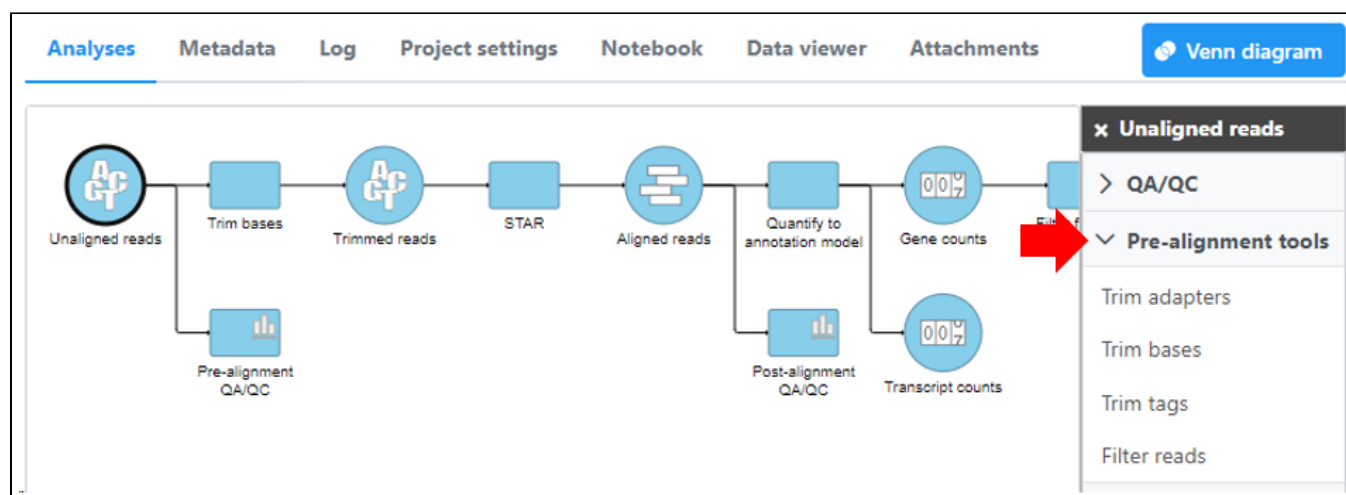 Analyses Metadata Log Project settings Notebook Data viewer Attachments Venn diagram
× Unaligned reads
QA/QC
Pre-alignment tools
Trim adapters
Trim bases
Trim tags
Filter reads
Unaligned reads
Trim bases
Trimmed reads
STAR
Aligned reads
Quantify to
annotation model
Gene counts
Pre-alignment
QA/QC
Post-alignment
QA/QC
Transcript counts